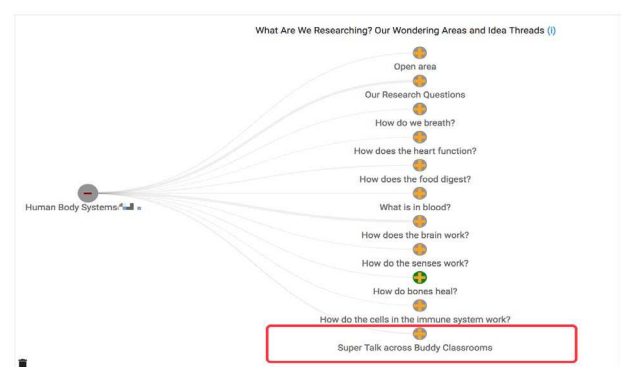 What Are We Researching? Our Wondering Areas and Idea Threads (i)
Open area
Our Research Questions
How do we breath?
How does the heart function?
How does the food digest?
Human Body Systems
What is in blood?
How does the brain work?
How do the senses work?
How do bones heal?
How do the cells in the immune system work?
Super Talk across Buddy Classrooms